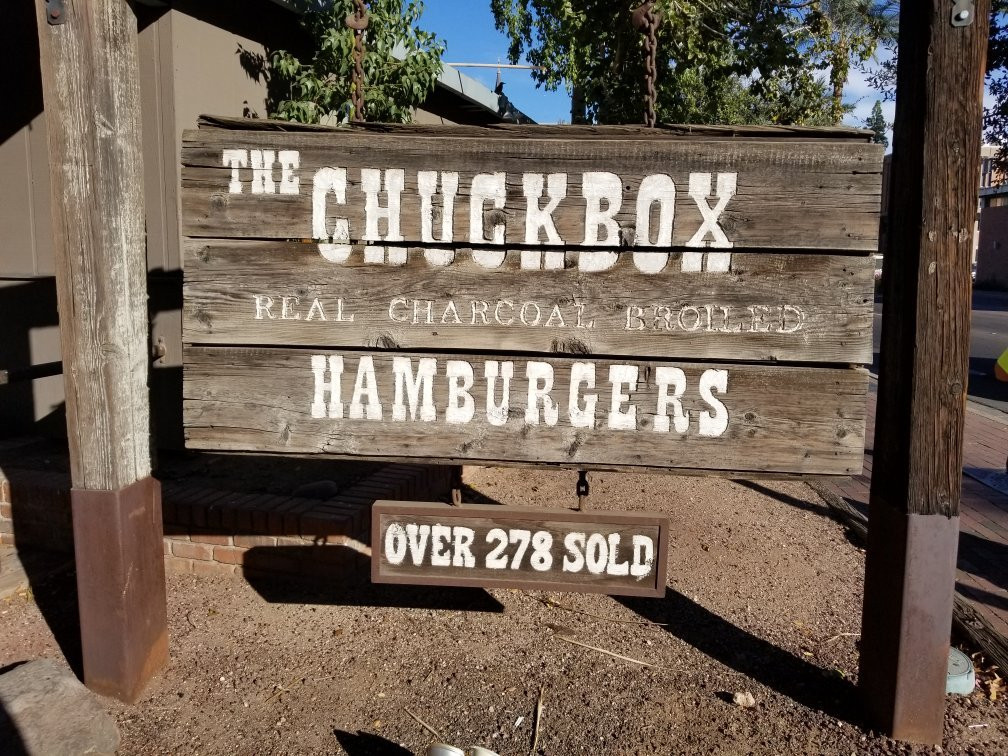 THE CHUCKBOX
REAL CHARCOAL BROILED
HAMBURGERS
OVER 278 SOLD